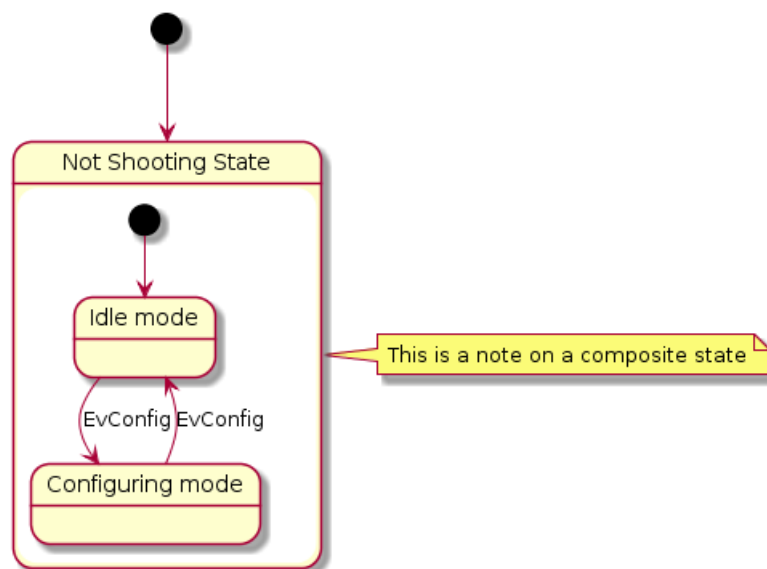 Not Shooting State
Idle mode
This is a note on a composite state
EvConfig EvConfig
Configuring mode